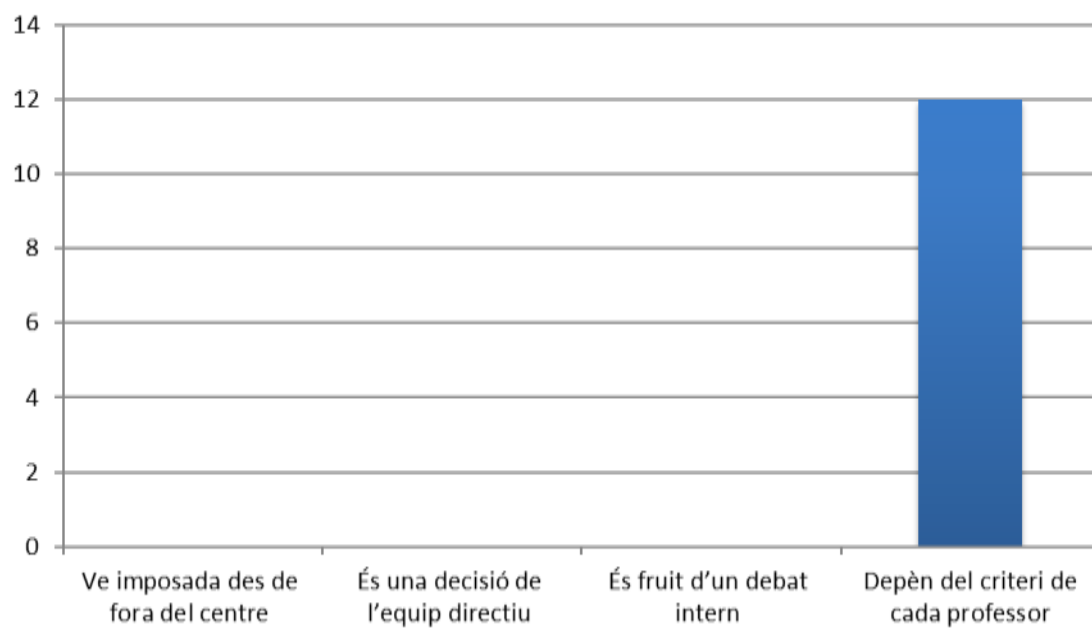 14
12
10
8
6
4
2
0
Ve imposada des de
fora del centre
És una decisió de
l’equip directiu
És fruit d’un debat
intern
Depèn del criteri de
cada professor